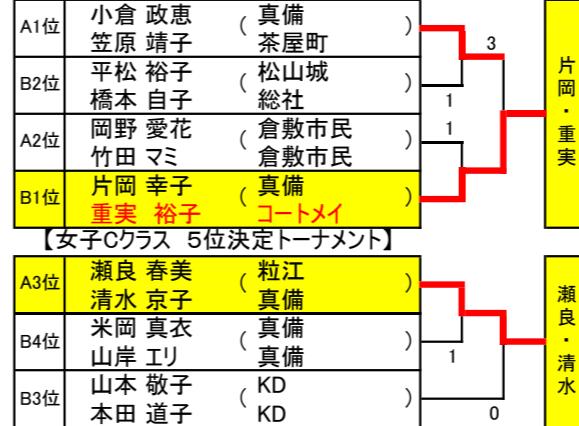 A1位 小倉 政恵 ( 真備 )
笠原 靖子 茶屋町
3
B2位 平松 裕子 ( 松山城 )
橋本 自子 総社
1
A2位 岡野 愛花 ( 倉敷市民 )
竹田 マミ 倉敷市民
1
B1位 片岡 幸子 ( 真備 )
重実 裕子 コートメイ
片岡・重実
【女子Cクラス 5位決定トーナメント】
A3位 瀬良 春美 ( 粒江 )
清水 京子 真備
B4位 米岡 真衣 ( 真備 )
山岸 エリ 真備
1
B3位 山本 敬子 ( KD )
本田 道子 KD
0
瀬良・清水